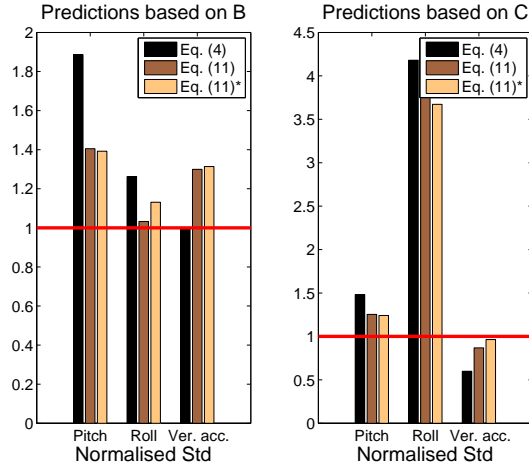 Predictions based on B
2
1.8
1.6
1.4
1.2
1
0.8
0.6
0.4
0.2
0
Eq. (4)
Eq. (11)
Eq. (11)*
Pitch Roll Ver. acc.
Normalised Std
Predictions based on C
4.5
4
3.5
3
2.5
2
1.5
1
0.5
0
Eq. (4)
Eq. (11)
Eq. (11)*
Pitch Roll Ver. acc.
Normalised Std